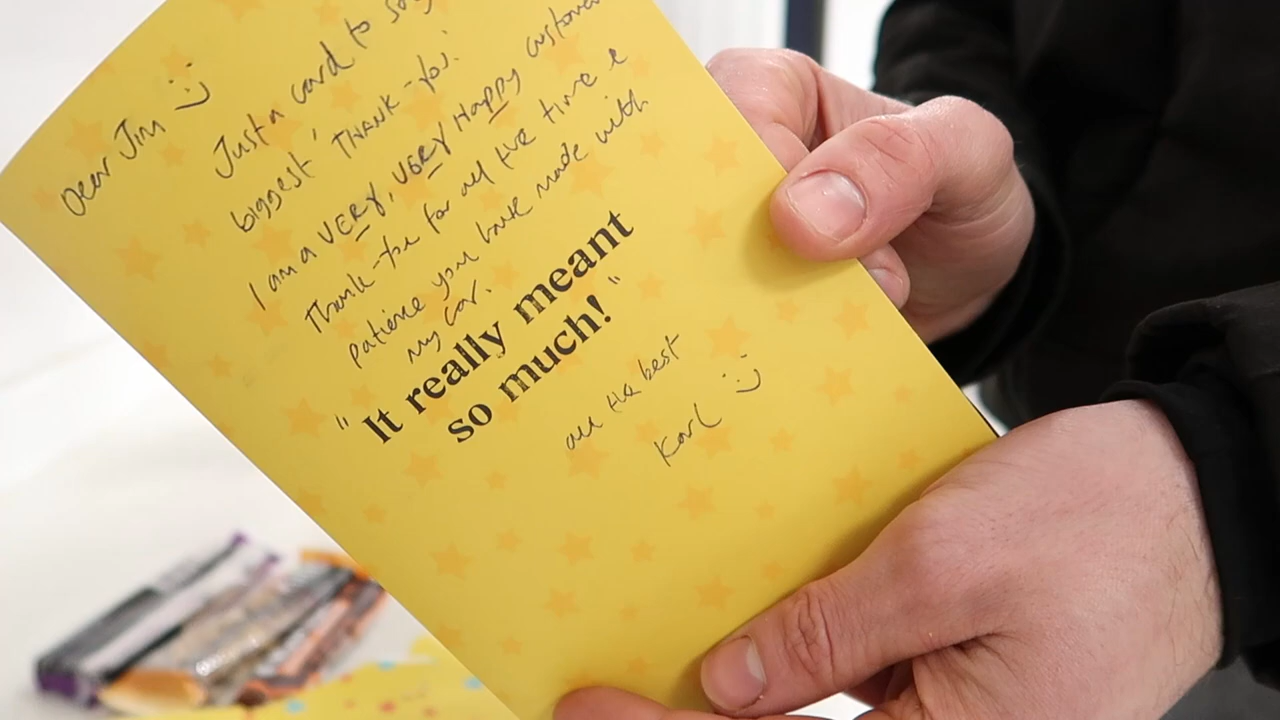 Dear Jim :)
Just a card to say
biggest THANK-you!
I am a VERY, VERY HAPPY customer
Thank-you for all the time &
patience you have made with
my car.
"It really meant
so much!"
all the best
Karl :)